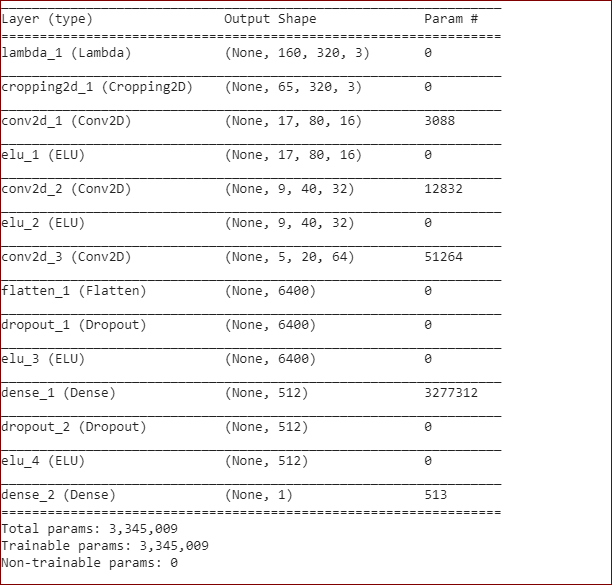 Layer (type) Output Shape Param #
lambda_1 (Lambda) (None, 160, 320, 3) 0
cropping2d_1 (Cropping2D) (None, 65, 320, 3) 0
conv2d_1 (Conv2D) (None, 17, 80, 16) 3088
elu_1 (ELU) (None, 17, 80, 16) 0
conv2d_2 (Conv2D) (None, 9, 40, 32) 12832
elu_2 (ELU) (None, 9, 40, 32) 0
conv2d_3 (Conv2D) (None, 5, 20, 64) 51264
flatten_1 (Flatten) (None, 6400) 0
dropout_1 (Dropout) (None, 6400) 0
elu_3 (ELU) (None, 6400) 0
dense_1 (Dense) (None, 512) 3277312
dropout_2 (Dropout) (None, 512) 0
elu_4 (ELU) (None, 512) 0
dense_2 (Dense) (None, 1) 513
Total params: 3,345,009
Trainable params: 3,345,009
Non-trainable params: 0